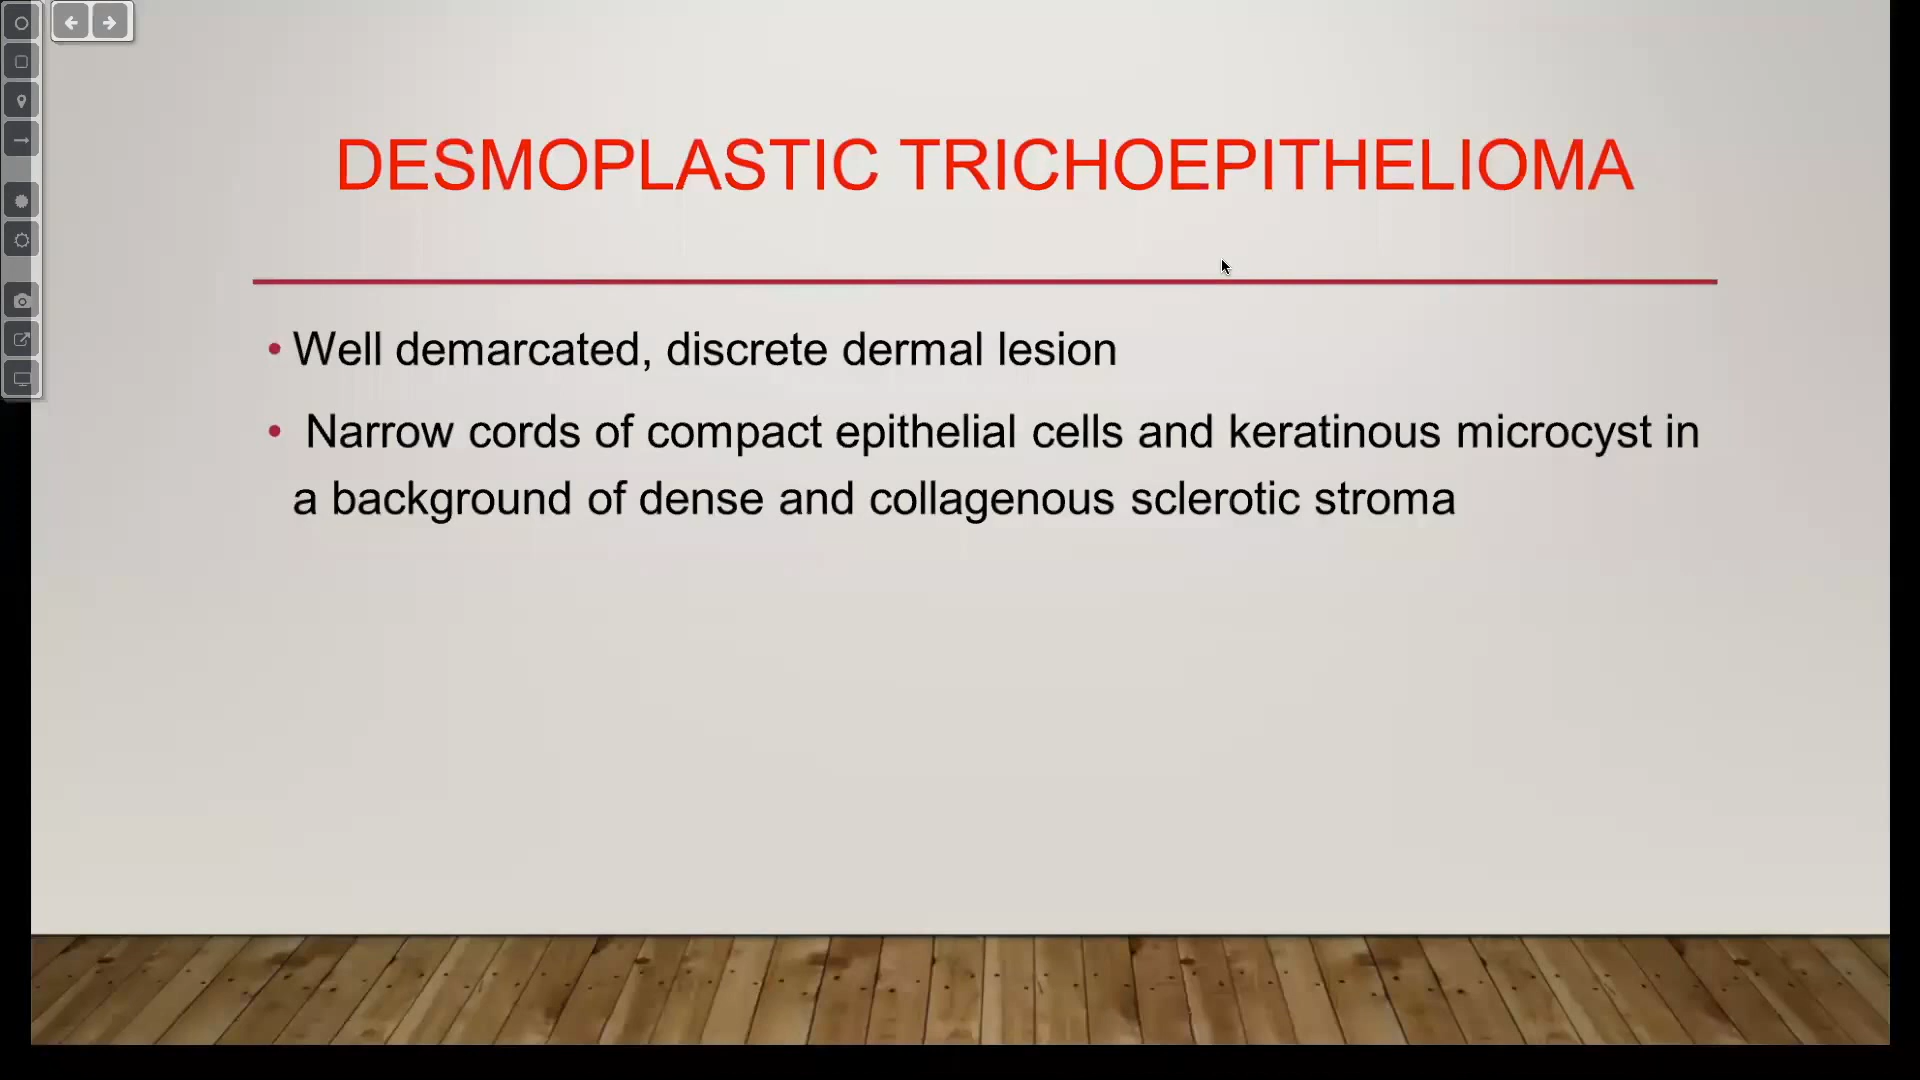 DESMOPLASTIC TRICHOEPITHELIOMA
• Well demarcated, discrete dermal lesion
• Narrow cords of compact epithelial cells and keratinous microcyst in
a background of dense and collagenous sclerotic stroma